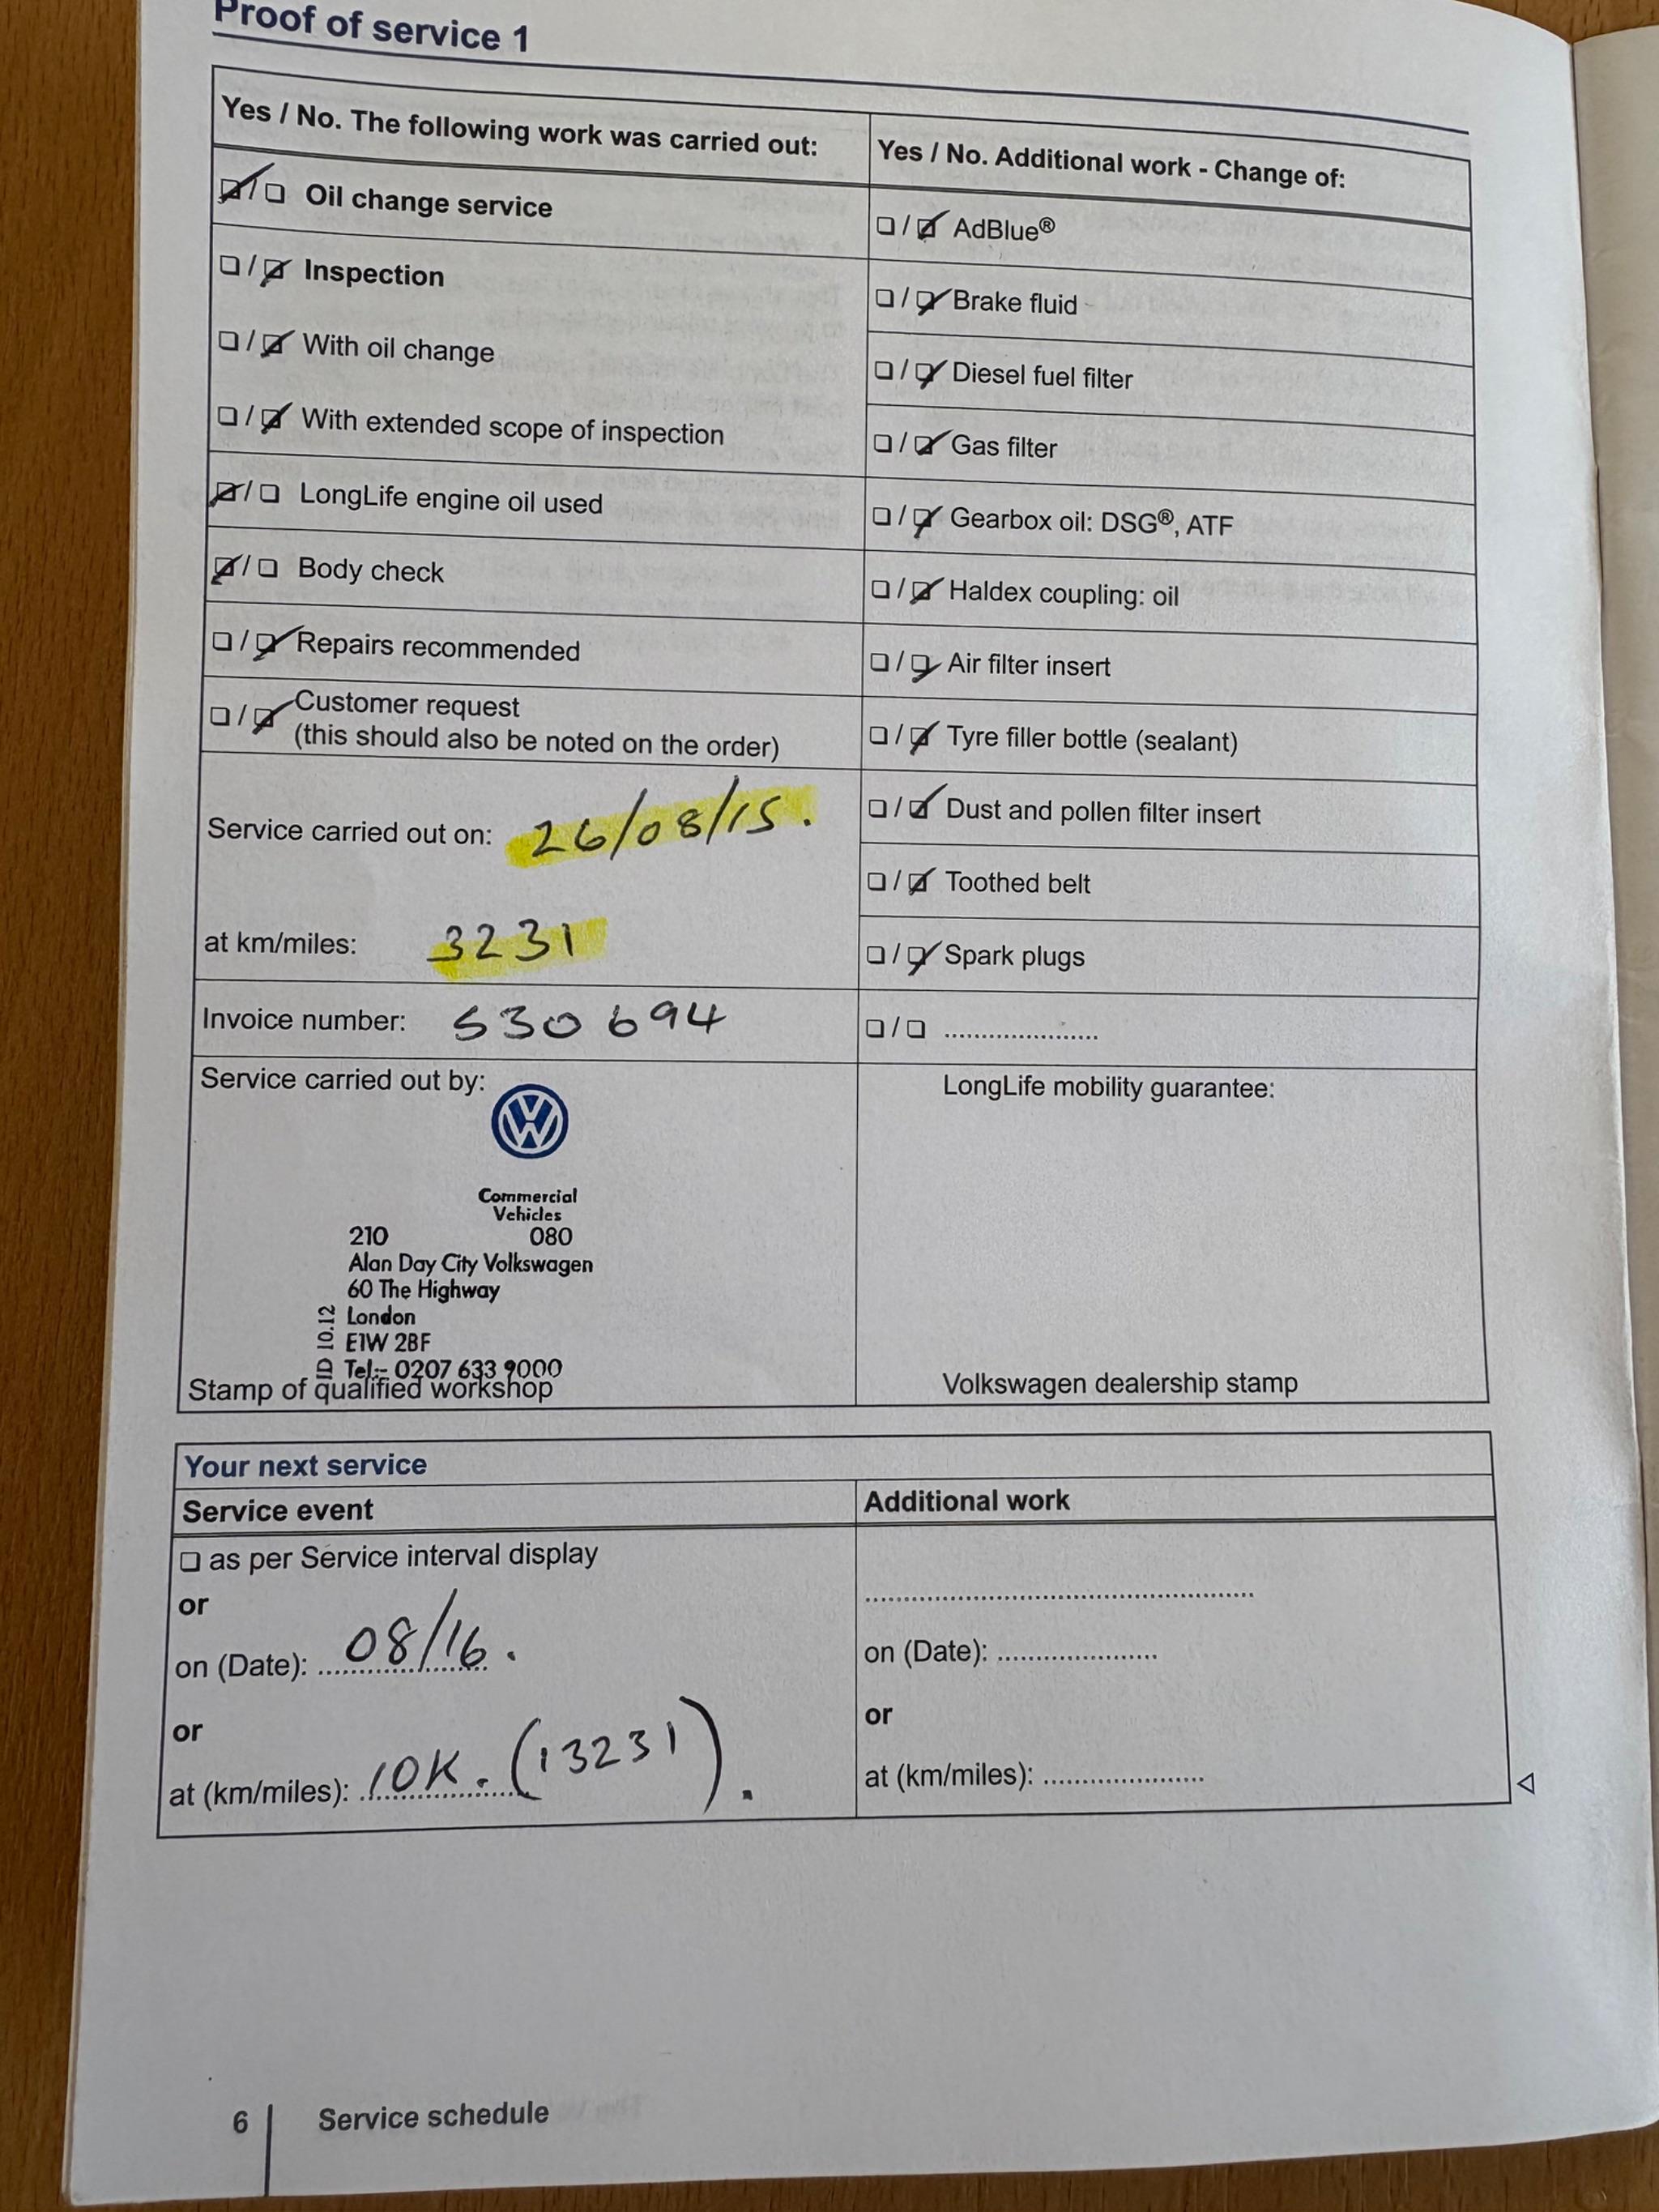 Proof of service 1
Yes / No. The following work was carried out:
☑/☐ Oil change service
☐/☑ Inspection
☐/☑ With oil change
☐/☑ With extended scope of inspection
☑/☐ LongLife engine oil used
☑/☐ Body check
☐/☑ Repairs recommended
☐/☑ Customer request
(this should also be noted on the order)
Service carried out on: 26/08/15.
at km/miles: 3231
Invoice number: 530694
Service carried out by:
VW
Commercial
Vehicles
210 080
Alan Day City Volkswagen
60 The Highway
London
E1W 2BF
Tel:- 0207 633 9000
ID 10.12
Stamp of qualified workshop
Yes / No. Additional work - Change of:
☐/☑ AdBlue®
☐/☑ Brake fluid
☐/☑ Diesel fuel filter
☐/☑ Gas filter
☐/☑ Gearbox oil: DSG®, ATF
☐/☑ Haldex coupling: oil
☐/☑ Air filter insert
☐/☑ Tyre filler bottle (sealant)
☐/☑ Dust and pollen filter insert
☐/☑ Toothed belt
☐/☑ Spark plugs
☐/☐ ......................
LongLife mobility guarantee:
Volkswagen dealership stamp
Your next service
Service event
☐ as per Service interval display
or
on (Date): 08/16.
or
at (km/miles): 10K. (13231).
Additional work
......................
on (Date): ......................
or
at (km/miles): ......................
6 Service schedule